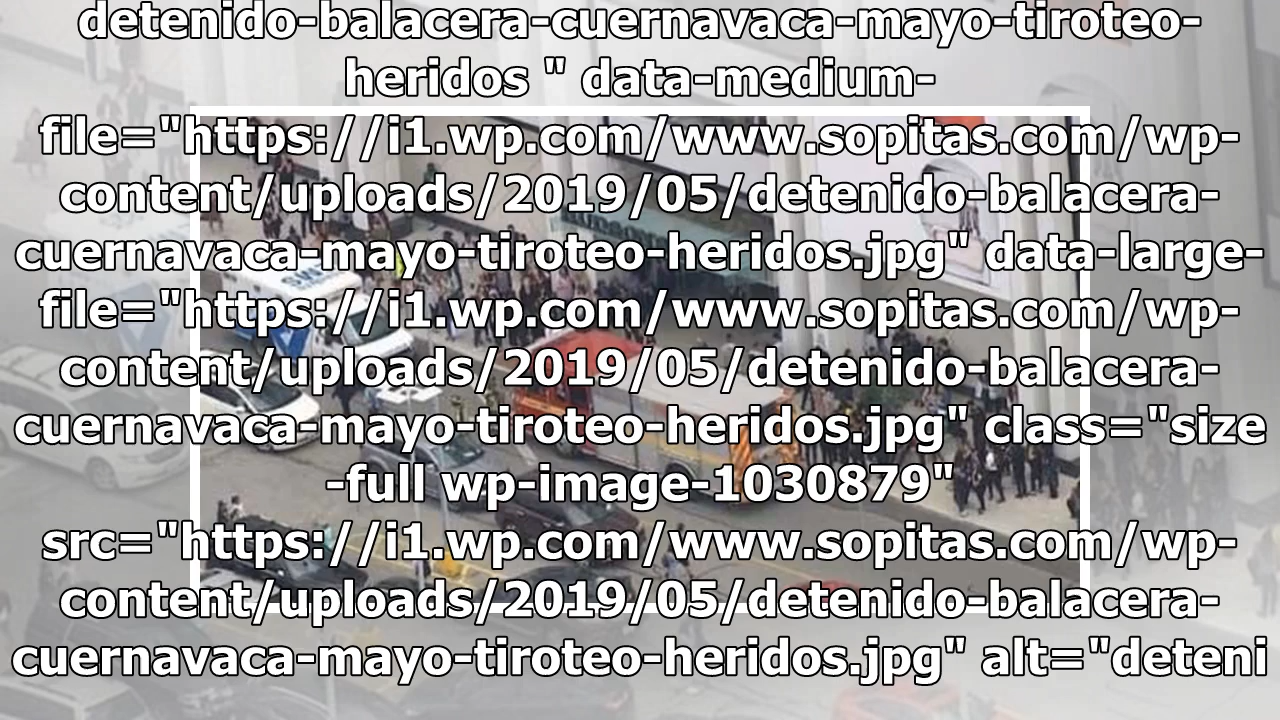 detenido-balacera-cuernavaca-mayo-tiroteo-
heridos " data-medium-
file="https://i1.wp.com/www.sopitas.com/wp-
content/uploads/2019/05/detenido-balacera-
cuernavaca-mayo-tiroteo-heridos.jpg" data-large-
file="https://i1.wp.com/www.sopitas.com/wp-
content/uploads/2019/05/detenido-balacera-
cuernavaca-mayo-tiroteo-heridos.jpg" class="size
-full wp-image-1030879"
src="https://i1.wp.com/www.sopitas.com/wp-
content/uploads/2019/05/detenido-balacera-
cuernavaca-mayo-tiroteo-heridos.jpg" alt="deteni